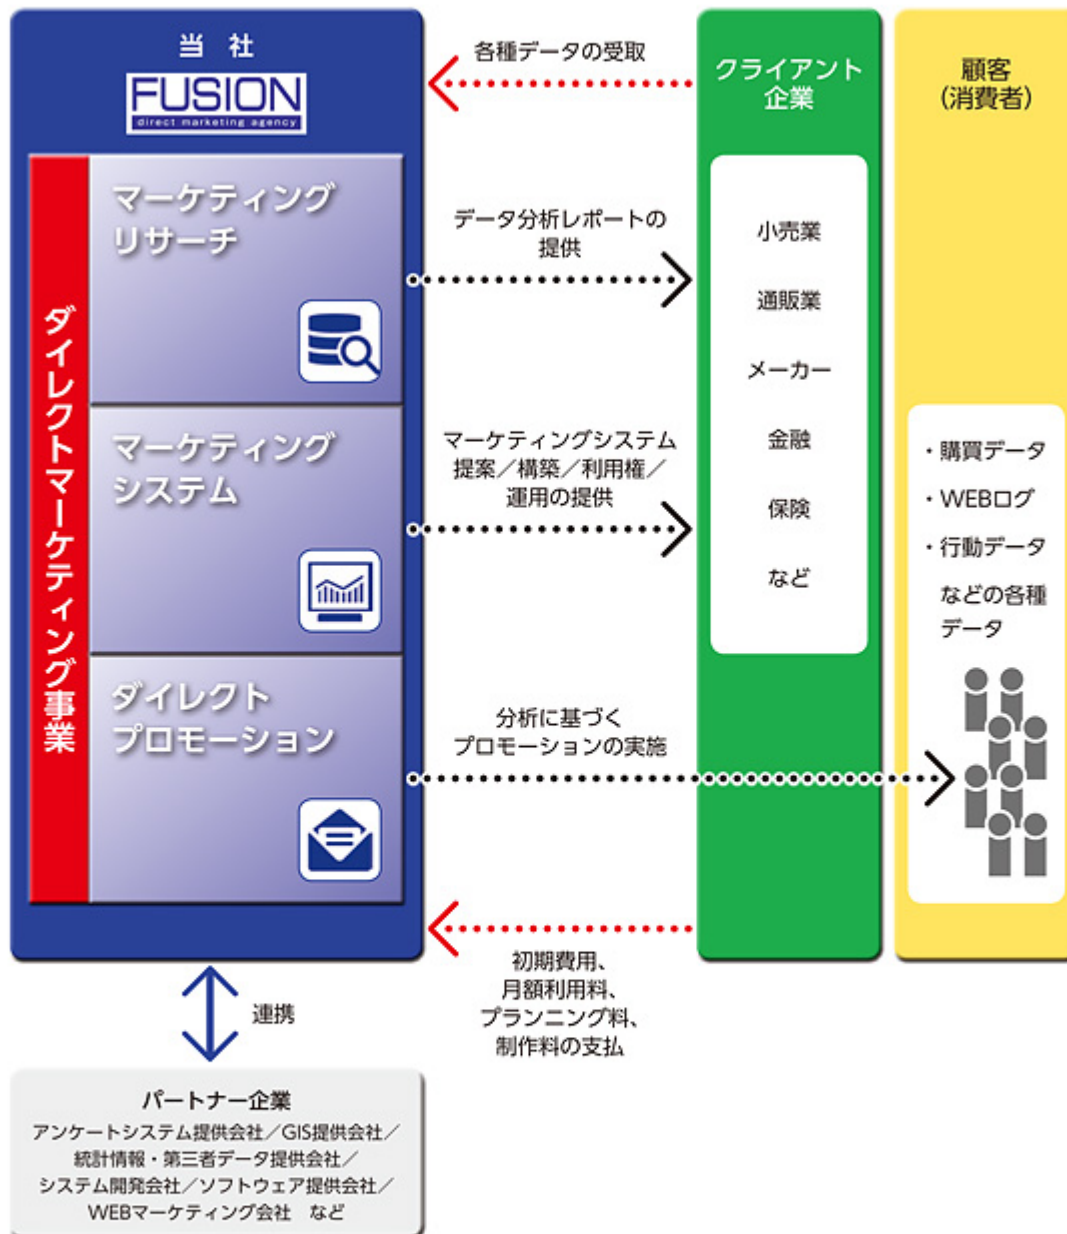 当 社
FUSION
direct marketing agency
ダイレクトマーケティング事業
マーケティング
リサーチ
マーケティング
システム
ダイレクト
プロモーション
各種データの受取
データ分析レポートの
提供
マーケティングシステム
提案／構築／利用権／
運用の提供
分析に基づく
プロモーションの実施
初期費用、
月額利用料、
プランニング料、
制作料の支払
クライアント
企業
小売業
通販業
メーカー
金融
保険
など
顧客
（消費者）
・購買データ
・WEBログ
・行動データ
などの各種
データ
連携
パートナー企業
アンケートシステム提供会社／GIS提供会社／
統計情報・第三者データ提供会社／
システム開発会社／ソフトウェア提供会社／
WEBマーケティング会社　など